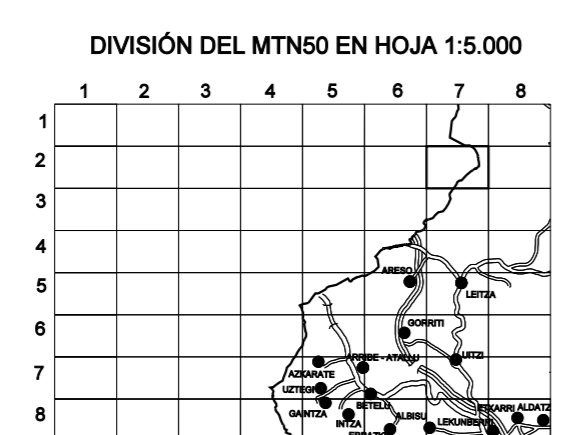 DIVISIÓN DEL MTN50 EN HOJA 1:5.000
1 2 3 4 5 6 7 8
1
2
3
4
ARESO
5
LEITZA
GORRITI
6
ARRIBE - ATALLU UITZI
7
AZKARATE
UZTEGI
BETELU ETXARRI ALDATZ
GAINTZA
8
ALBISU
INTZA LEKUNBERRI